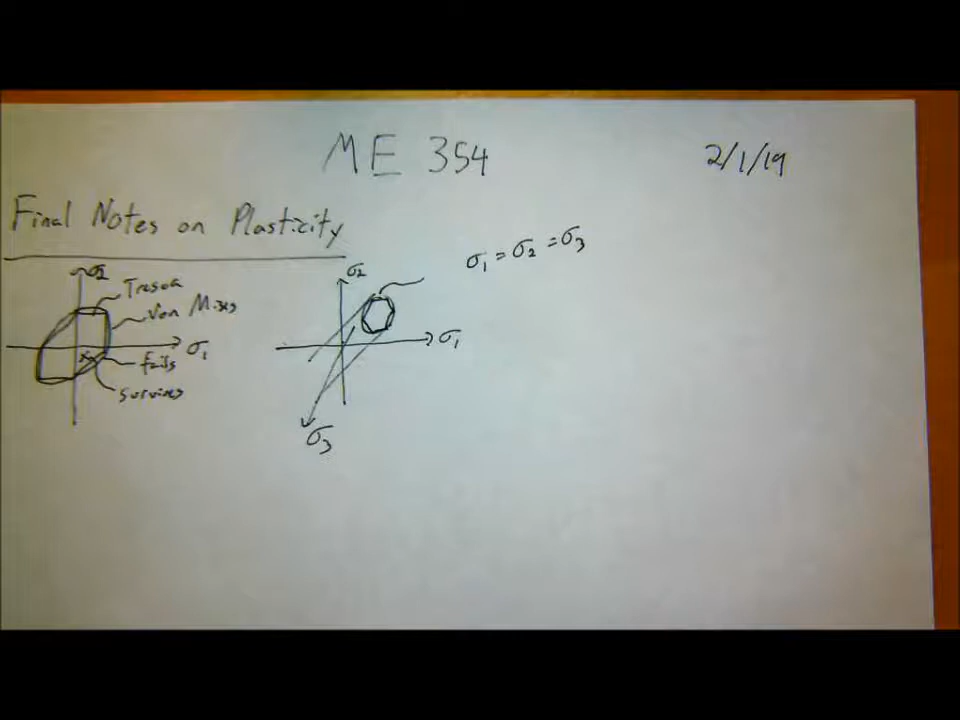 ME 354
2/1/19
Final Notes on Plasticity
σ2
Tresca
Von Mises
σ1
fails
survives
σ2
σ1 = σ2 = σ3
σ1
σ3